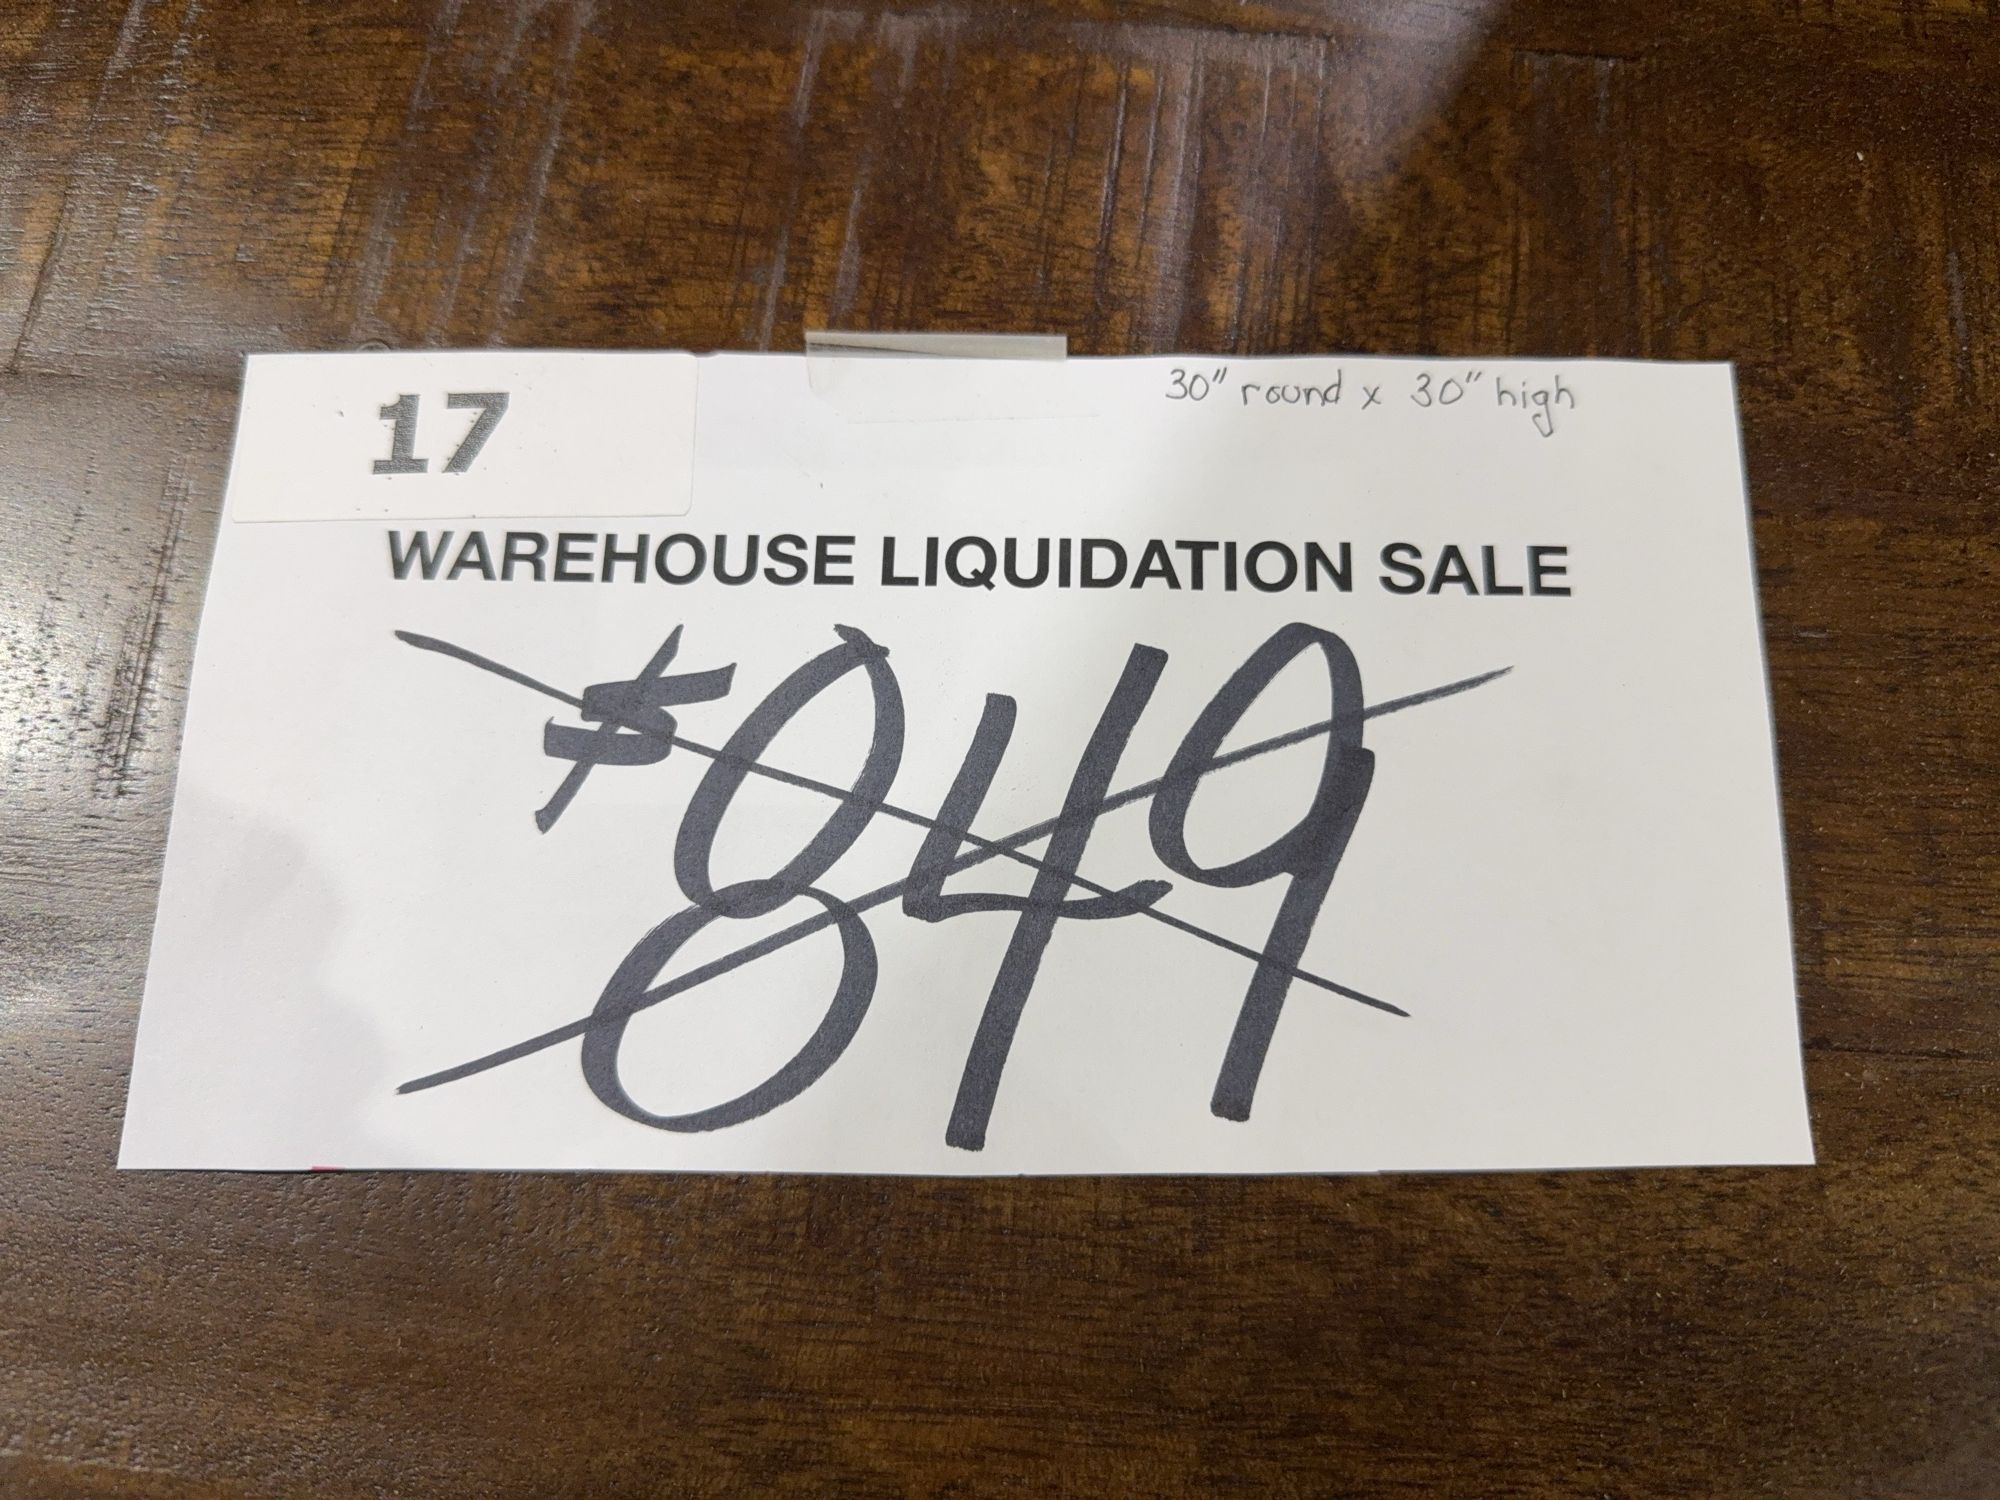 17
30" round x 30" high
WAREHOUSE LIQUIDATION SALE
$849